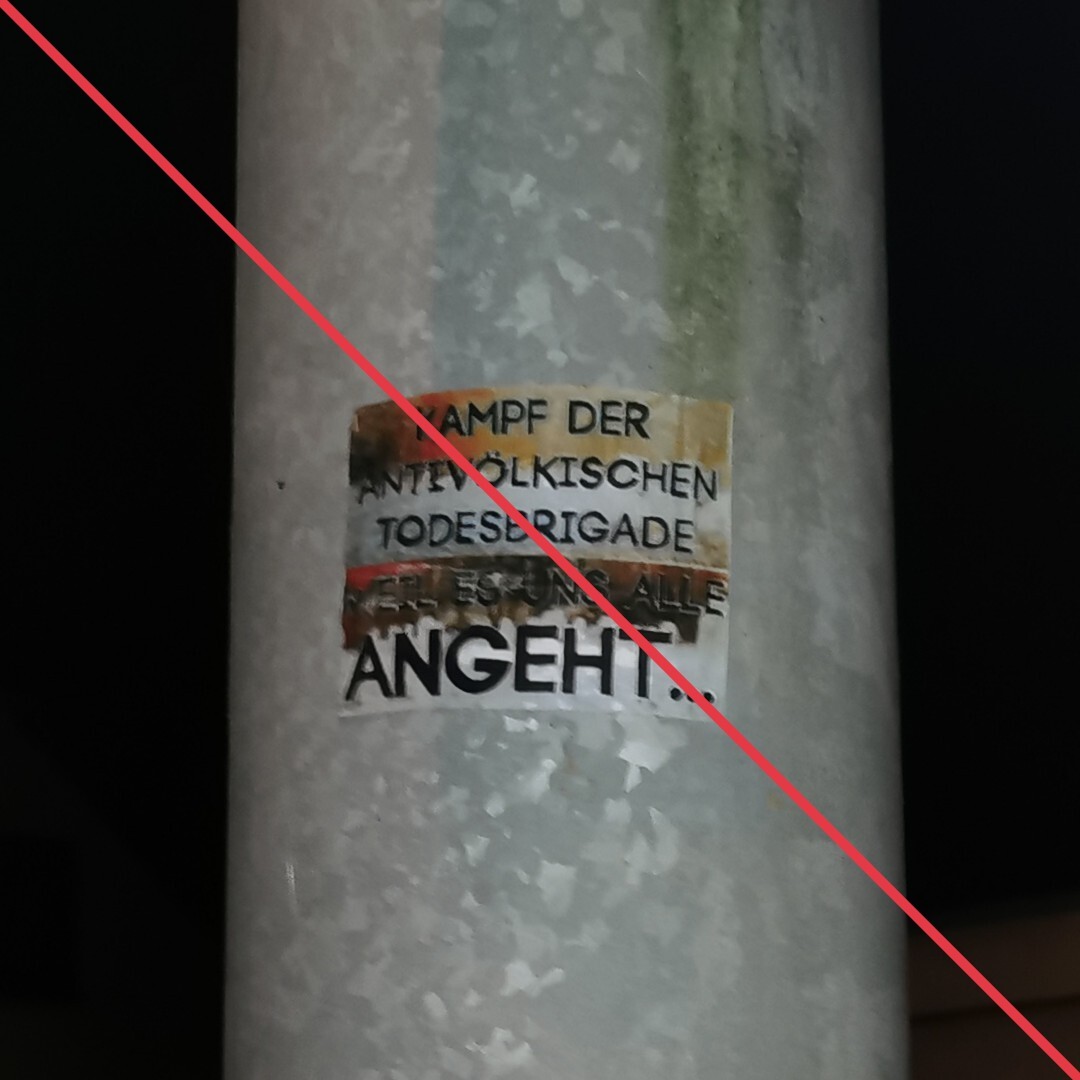 KAMPF DER
ANTIVÖLKISCHEN
TODESBRIGADE
WEIL ES UNS ALLE
ANGEHT...